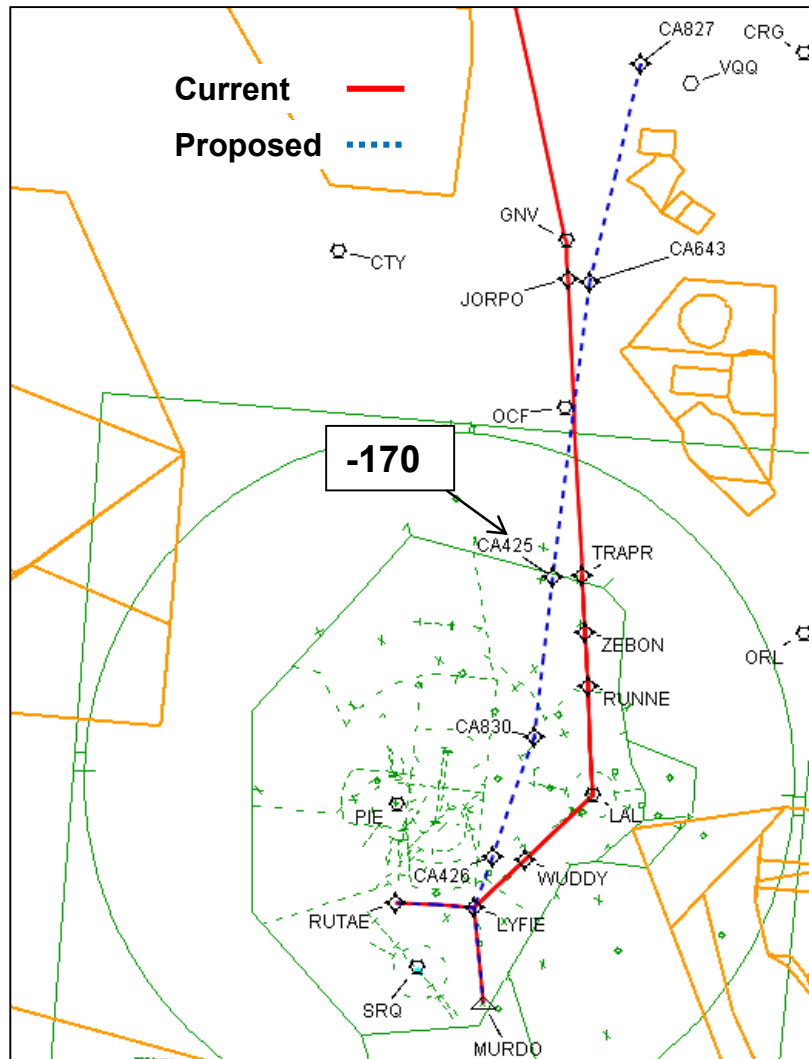 CA827
CRG
VQQ
Current
Proposed
GNV
CTY
CA643
JORPO
OCF
-170
CA425
TRAPR
ZEBON
ORL
RUNNE
CA830
PIE
LAL
CA426
WUDDY
RUTAE
LYFIE
SRQ
MURDO